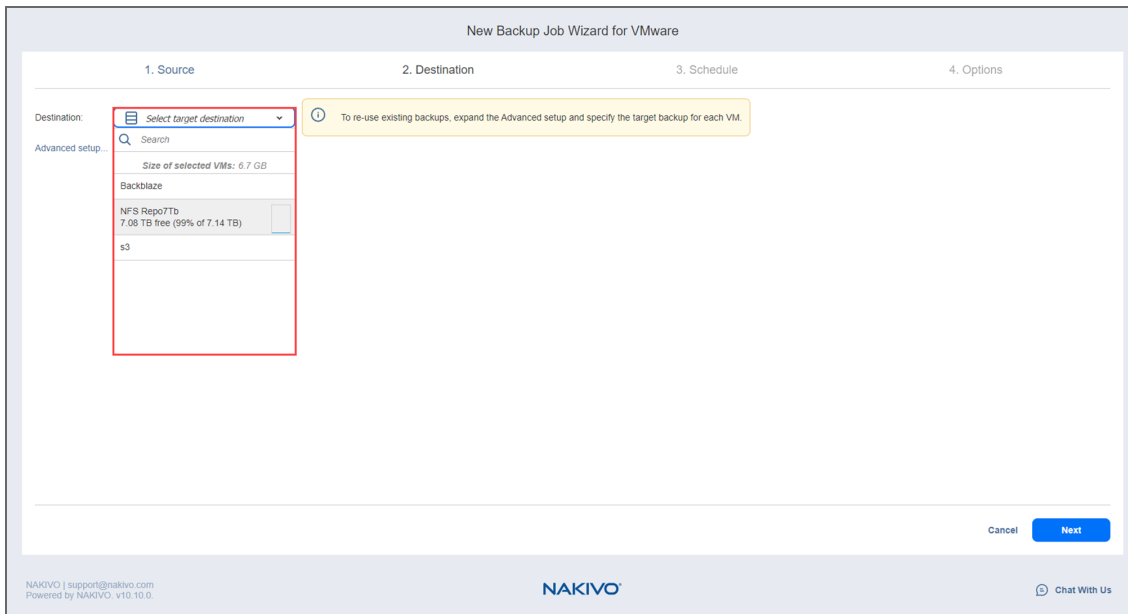 New Backup Job Wizard for VMware
1. Source
2. Destination
3. Schedule
4. Options
Destination:
Select target destination
To re-use existing backups, expand the Advanced setup and specify the target backup for each VM.
Advanced setup...
Search
Size of selected VMs: 6.7 GB
Backblaze
NFS Repo7Tb
7.08 TB free (99% of 7.14 TB)
s3
Cancel
Next
NAKIVO | support@nakivo.com
Powered by NAKIVO. v10.10.0.
NAKIVO
Chat With Us